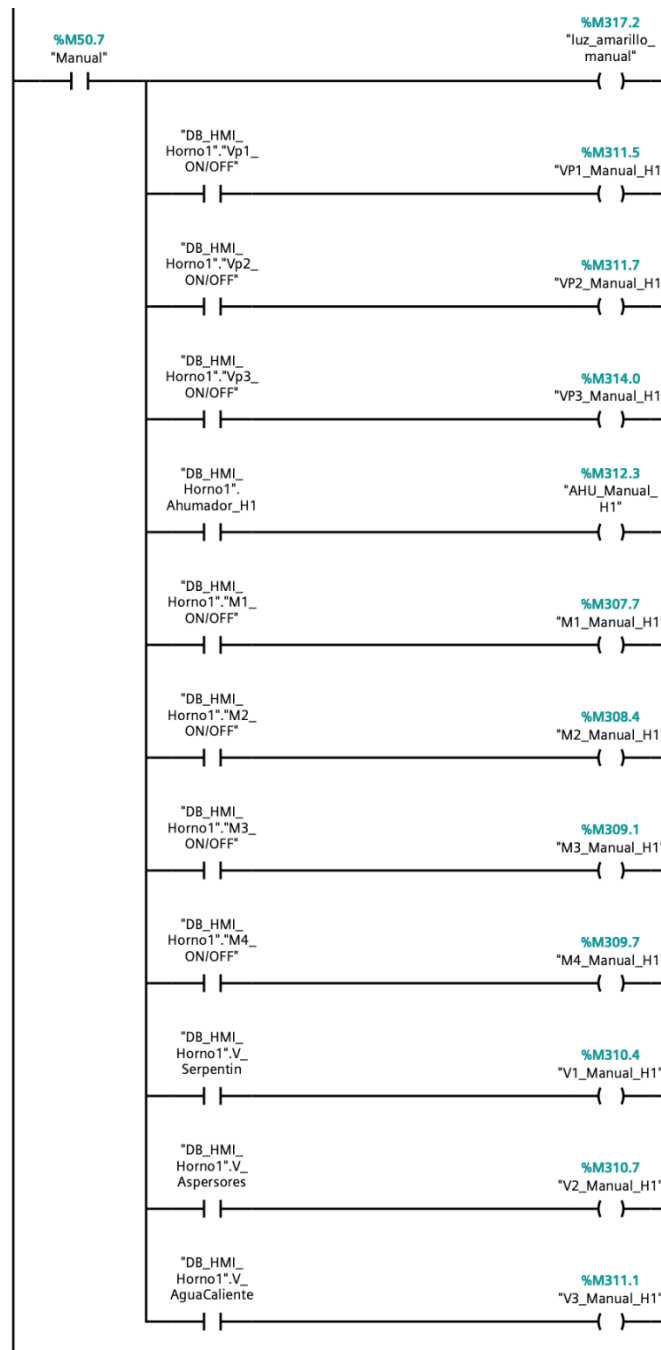 %M50.7
"Manual"
%M317.2
"luz_amarillo_
manual"
"DB_HMI_
Horno1"."Vp1_
ON/OFF"
%M311.5
"VP1_Manual_H1
"DB_HMI_
Horno1"."Vp2_
ON/OFF"
%M311.7
"VP2_Manual_H1
"DB_HMI_
Horno1"."Vp3_
ON/OFF"
%M314.0
"VP3_Manual_H1
"DB_HMI_
Horno1".
Ahumador_H1
%M312.3
"AHU_Manual_
H1"
"DB_HMI_
Horno1"."M1_
ON/OFF"
%M307.7
"M1_Manual_H1"
"DB_HMI_
Horno1"."M2_
ON/OFF"
%M308.4
"M2_Manual_H1"
"DB_HMI_
Horno1"."M3_
ON/OFF"
%M309.1
"M3_Manual_H1"
"DB_HMI_
Horno1"."M4_
ON/OFF"
%M309.7
"M4_Manual_H1"
"DB_HMI_
Horno1".V_
Serpentin
%M310.4
"V1_Manual_H1"
"DB_HMI_
Horno1".V_
Aspersores
%M310.7
"V2_Manual_H1"
"DB_HMI_
Horno1".V_
AguaCaliente
%M311.1
"V3_Manual_H1"